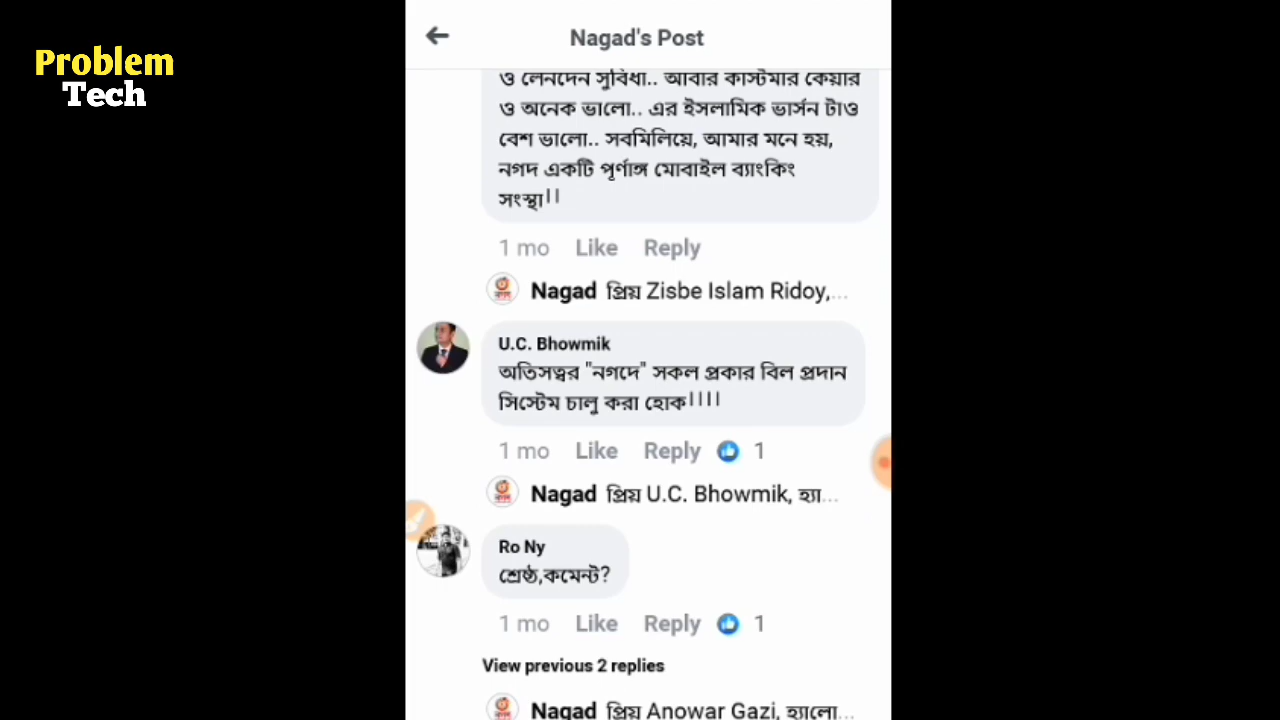 Problem
Tech
Nagad's Post
ও লেনদেন সুবিধা.. আবার কাস্টমার কেয়ার
ও অনেক ভালো.. এর ইসলামিক ভার্সন টাও
বেশ ভালো.. সবমিলিয়ে, আমার মনে হয়,
নগদ একটি পূর্ণাঙ্গ মোবাইল ব্যাংকিং
সংস্থা।।
1 mo Like Reply
Nagad প্রিয় Zisbe Islam Ridoy,...
U.C. Bhowmik
অতিসত্বর "নগদে" সকল প্রকার বিল প্রদান
সিস্টেম চালু করা হোক।।।।
1 mo Like Reply 1
Nagad প্রিয় U.C. Bhowmik, হ্যা...
Ro Ny
শ্রেষ্ঠ,কমেন্ট?
1 mo Like Reply 1
View previous 2 replies
Nagad প্রিয় Anowar Gazi, হ্যালো...